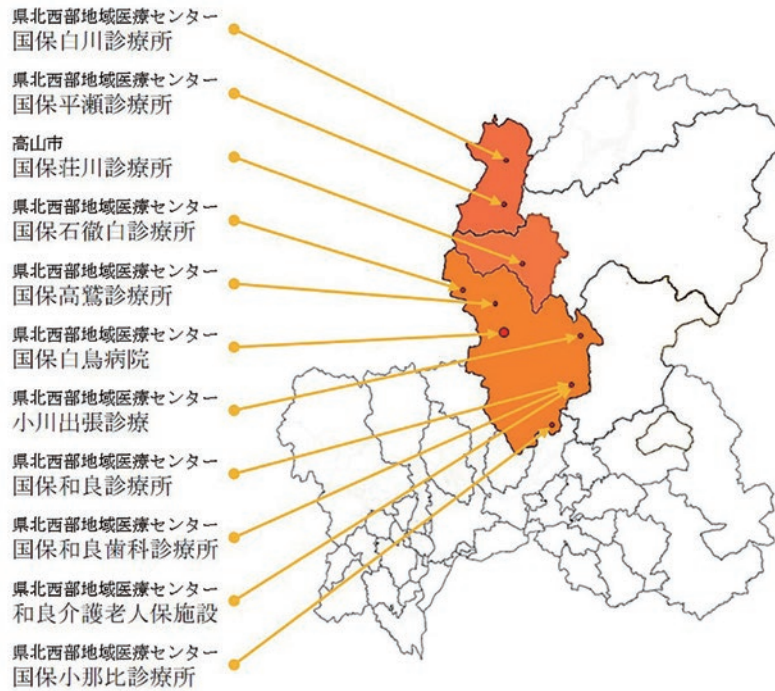 県北西部地域医療センター
国保白川診療所
県北西部地域医療センター
国保平瀬診療所
高山市
国保荘川診療所
県北西部地域医療センター
国保石徹白診療所
県北西部地域医療センター
国保高鷲診療所
県北西部地域医療センター
国保白鳥病院
県北西部地域医療センター
小川出張診療
県北西部地域医療センター
国保和良診療所
県北西部地域医療センター
国保和良歯科診療所
県北西部地域医療センター
和良介護老人保施設
県北西部地域医療センター
国保小那比診療所